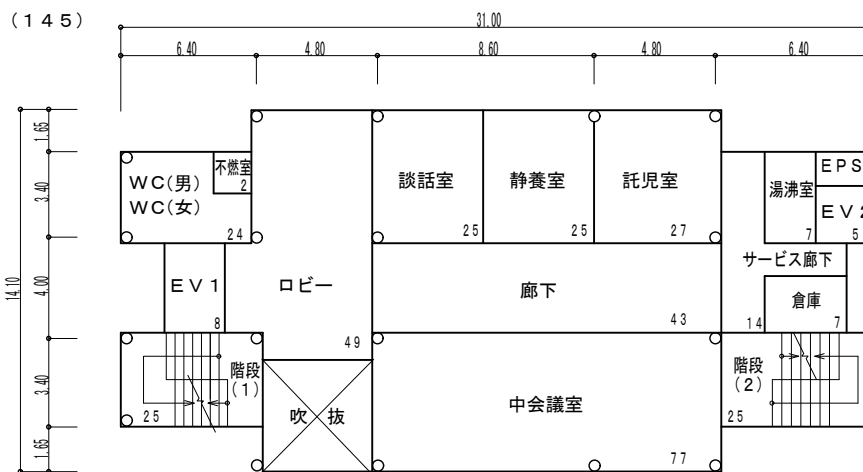 (145)
31.00
6.40 4.80 8.60 4.80 6.40
1.65
3.40
4.00
3.40
1.65
14.10
WC(男)
WC(女)
24
不燃室
2
談話室
25
静養室
25
託児室
27
EPS
湯沸室
7
EV2
5
サービス廊下
14
倉庫
7
EV1
8
ロビー
49
廊下
43
階段
(1)
25
吹抜
中会議室
77
階段
(2)
25